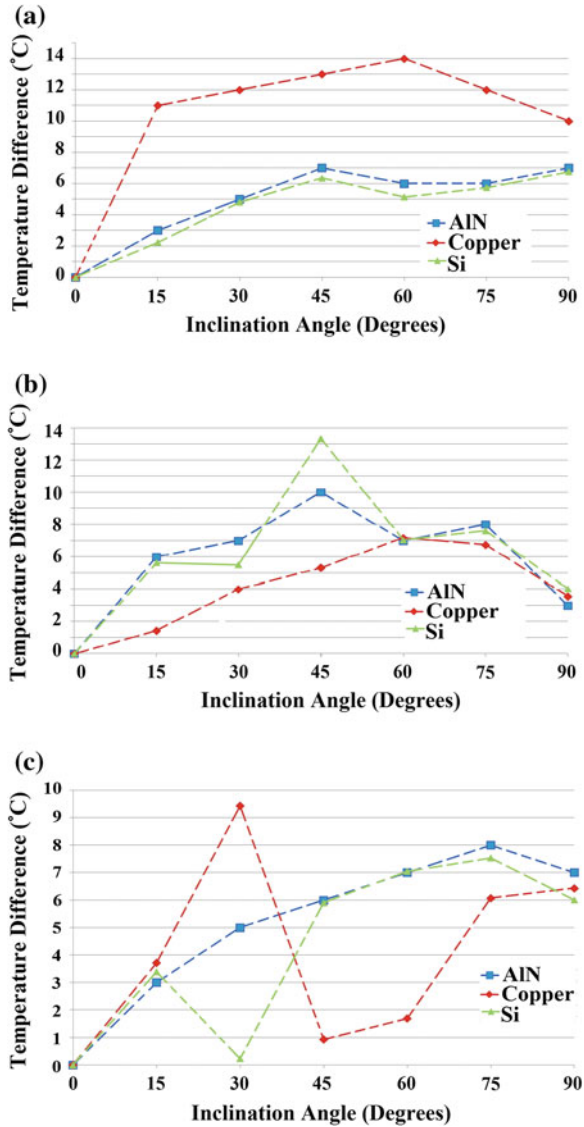 (a)
Temperature Difference (°C)
14
12
10
8
6
4
2
0
AlN
Copper
Si
0 15 30 45 60 75 90
Inclination Angle (Degrees)
(b)
Temperature Difference (°C)
14
12
10
8
6
4
2
0
AlN
Copper
Si
0 15 30 45 60 75 90
Inclination Angle (Degrees)
(c)
Temperature Difference (°C)
10
9
8
7
6
5
4
3
2
1
0
AlN
Copper
Si
0 15 30 45 60 75 90
Inclination Angle (Degrees)